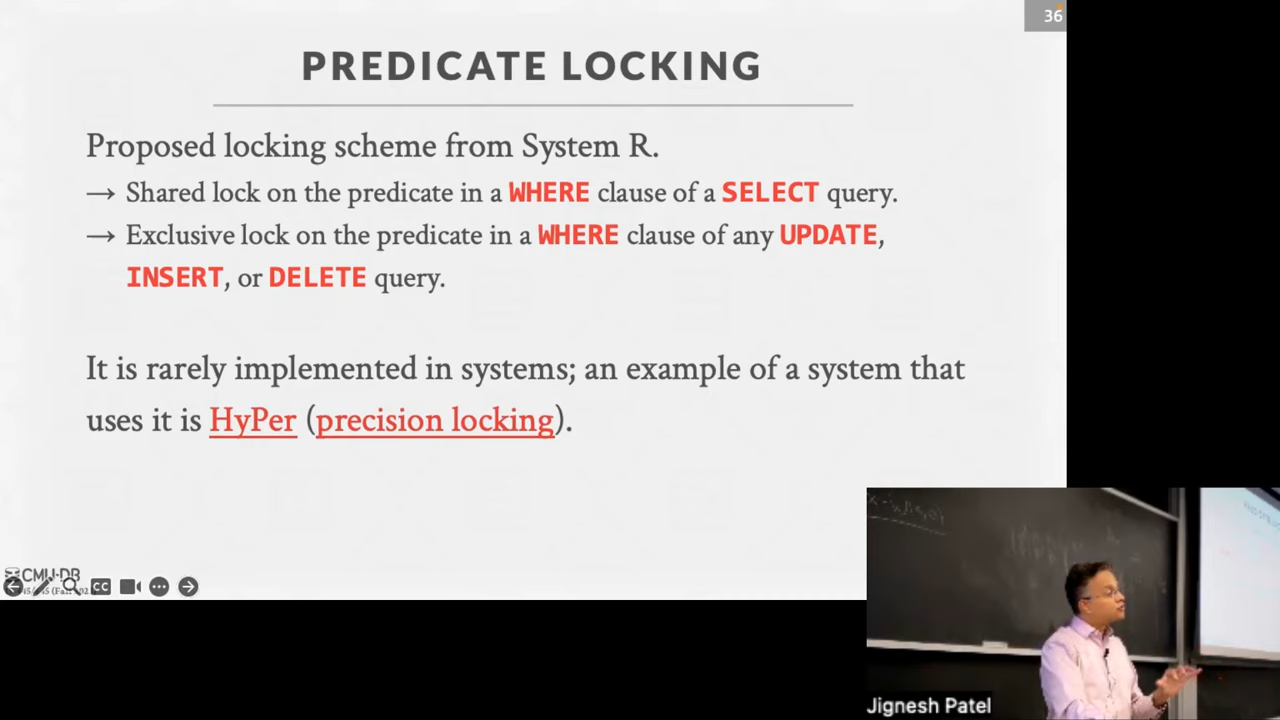 36
PREDICATE LOCKING
Proposed locking scheme from System R.
→ Shared lock on the predicate in a WHERE clause of a SELECT query.
→ Exclusive lock on the predicate in a WHERE clause of any UPDATE,
INSERT, or DELETE query.
It is rarely implemented in systems; an example of a system that
uses it is HyPer (precision locking).
CMU·DB
CC
Jignesh Patel